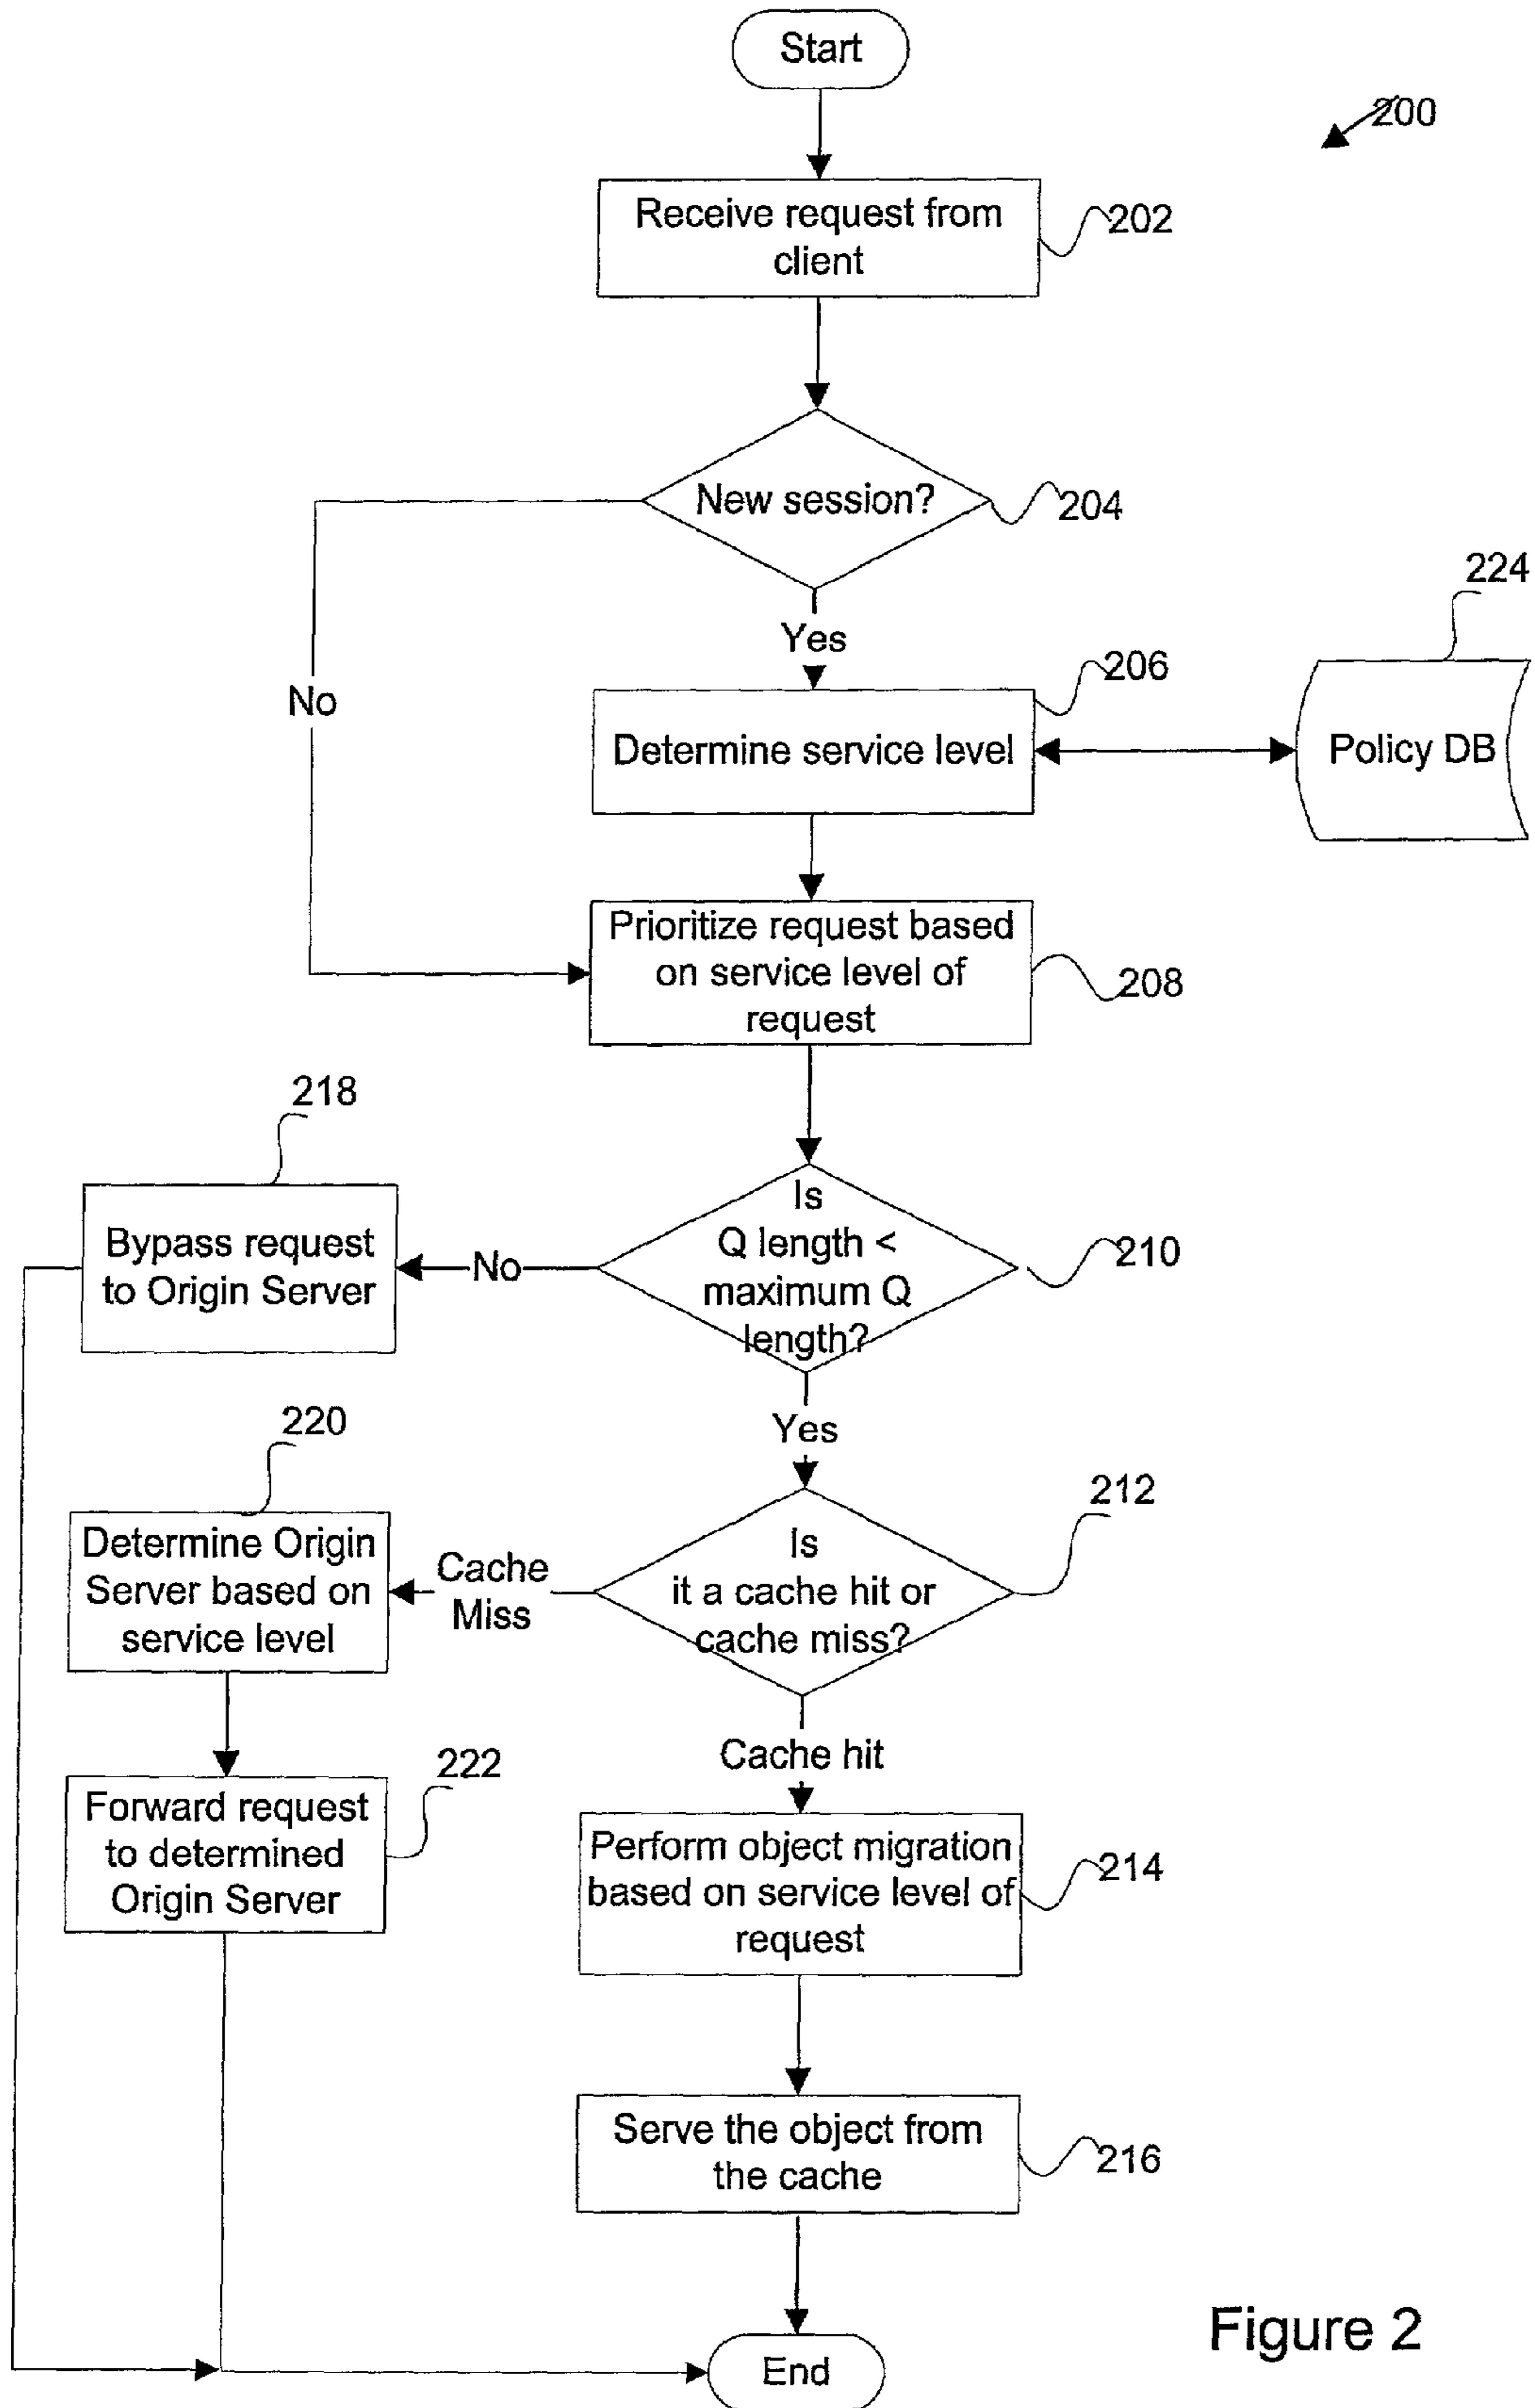 Start
200
Receive request from
client
202
New session?
204
224
Yes
206
No
Determine service level
Policy DB
Prioritize request based
on service level of
request
208
218
Is
Q length <
maximum Q
length?
210
Bypass request
to Origin Server
No
Yes
220
212
Determine Origin
Server based on
service level
Cache
Miss
Is
it a cache hit or
cache miss?
Cache hit
222
Forward request
to determined
Origin Server
Perform object migration
based on service level of
request
214
Serve the object from
the cache
216
Figure 2
End